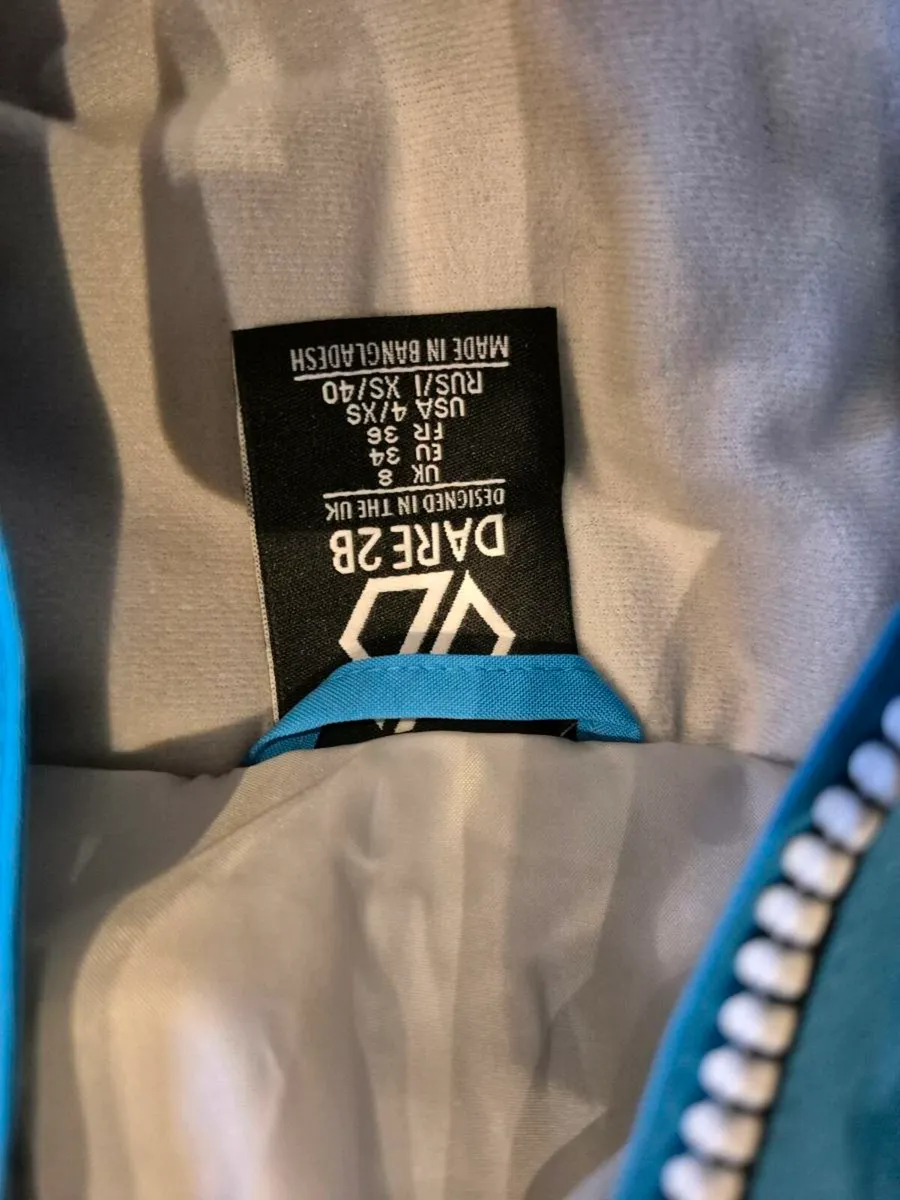 DARE 2B
DESIGNED IN THE UK
UK 8
EU 34
FR 36
USA 4/XS
RUS/I XS/40
MADE IN BANGLADESH